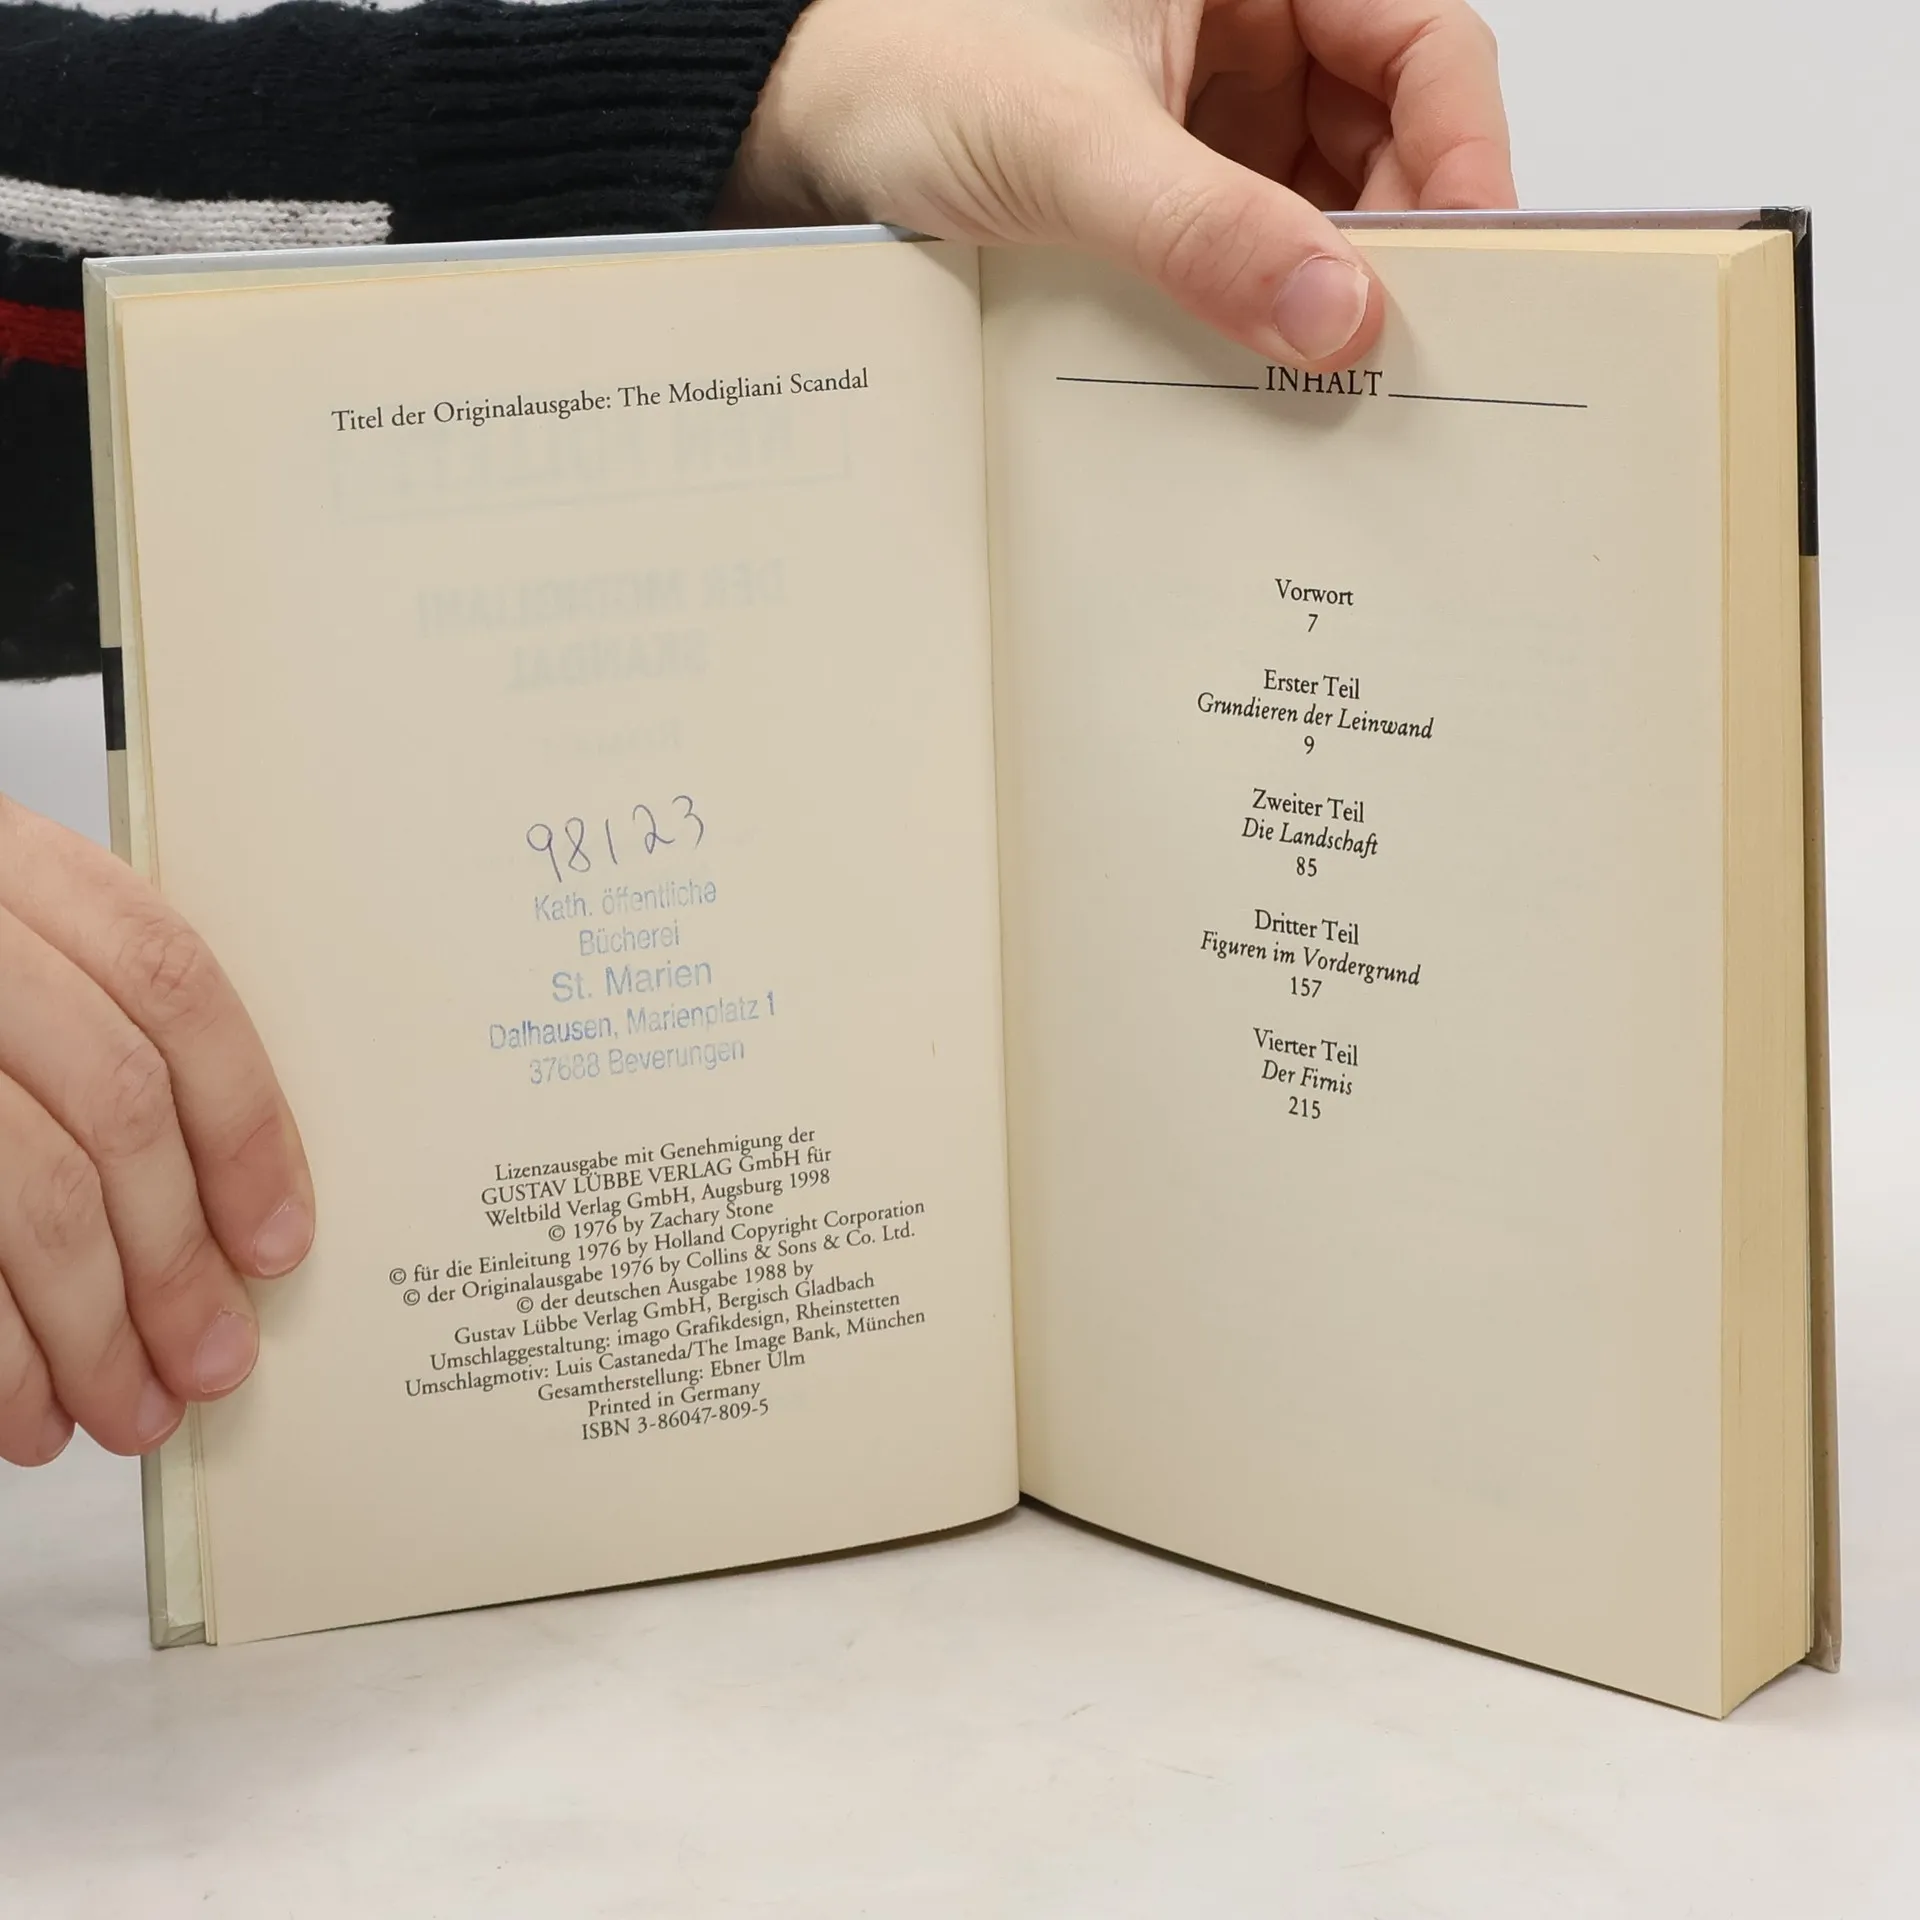 Titel der Originalausgabe: The Modigliani Scandal
98123
Kath. öffentliche
Bücherei
St. Marien
Dalhausen, Marienplatz 1
37688 Beverungen
Lizenzausgabe mit Genehmigung der
GUSTAV LÜBBE VERLAG GmbH für
Weltbild Verlag GmbH, Augsburg 1998
© 1976 by Zachary Stone
© für die Einleitung 1976 by Holland Copyright Corporation
© der Originalausgabe 1976 by Collins & Sons & Co. Ltd.
© der deutschen Ausgabe 1988 by
Gustav Lübbe Verlag GmbH, Bergisch Gladbach
Umschlaggestaltung: imago Grafikdesign, Rheinstetten
Umschlagmotiv: Luis Castaneda/The Image Bank, München
Gesamtherstellung: Ebner Ulm
Printed in Germany
ISBN 3-86047-809-5
INHALT
Vorwort
7
Erster Teil
Grundieren der Leinwand
9
Zweiter Teil
Die Landschaft
85
Dritter Teil
Figuren im Vordergrund
157
Vierter Teil
Der Firnis
215